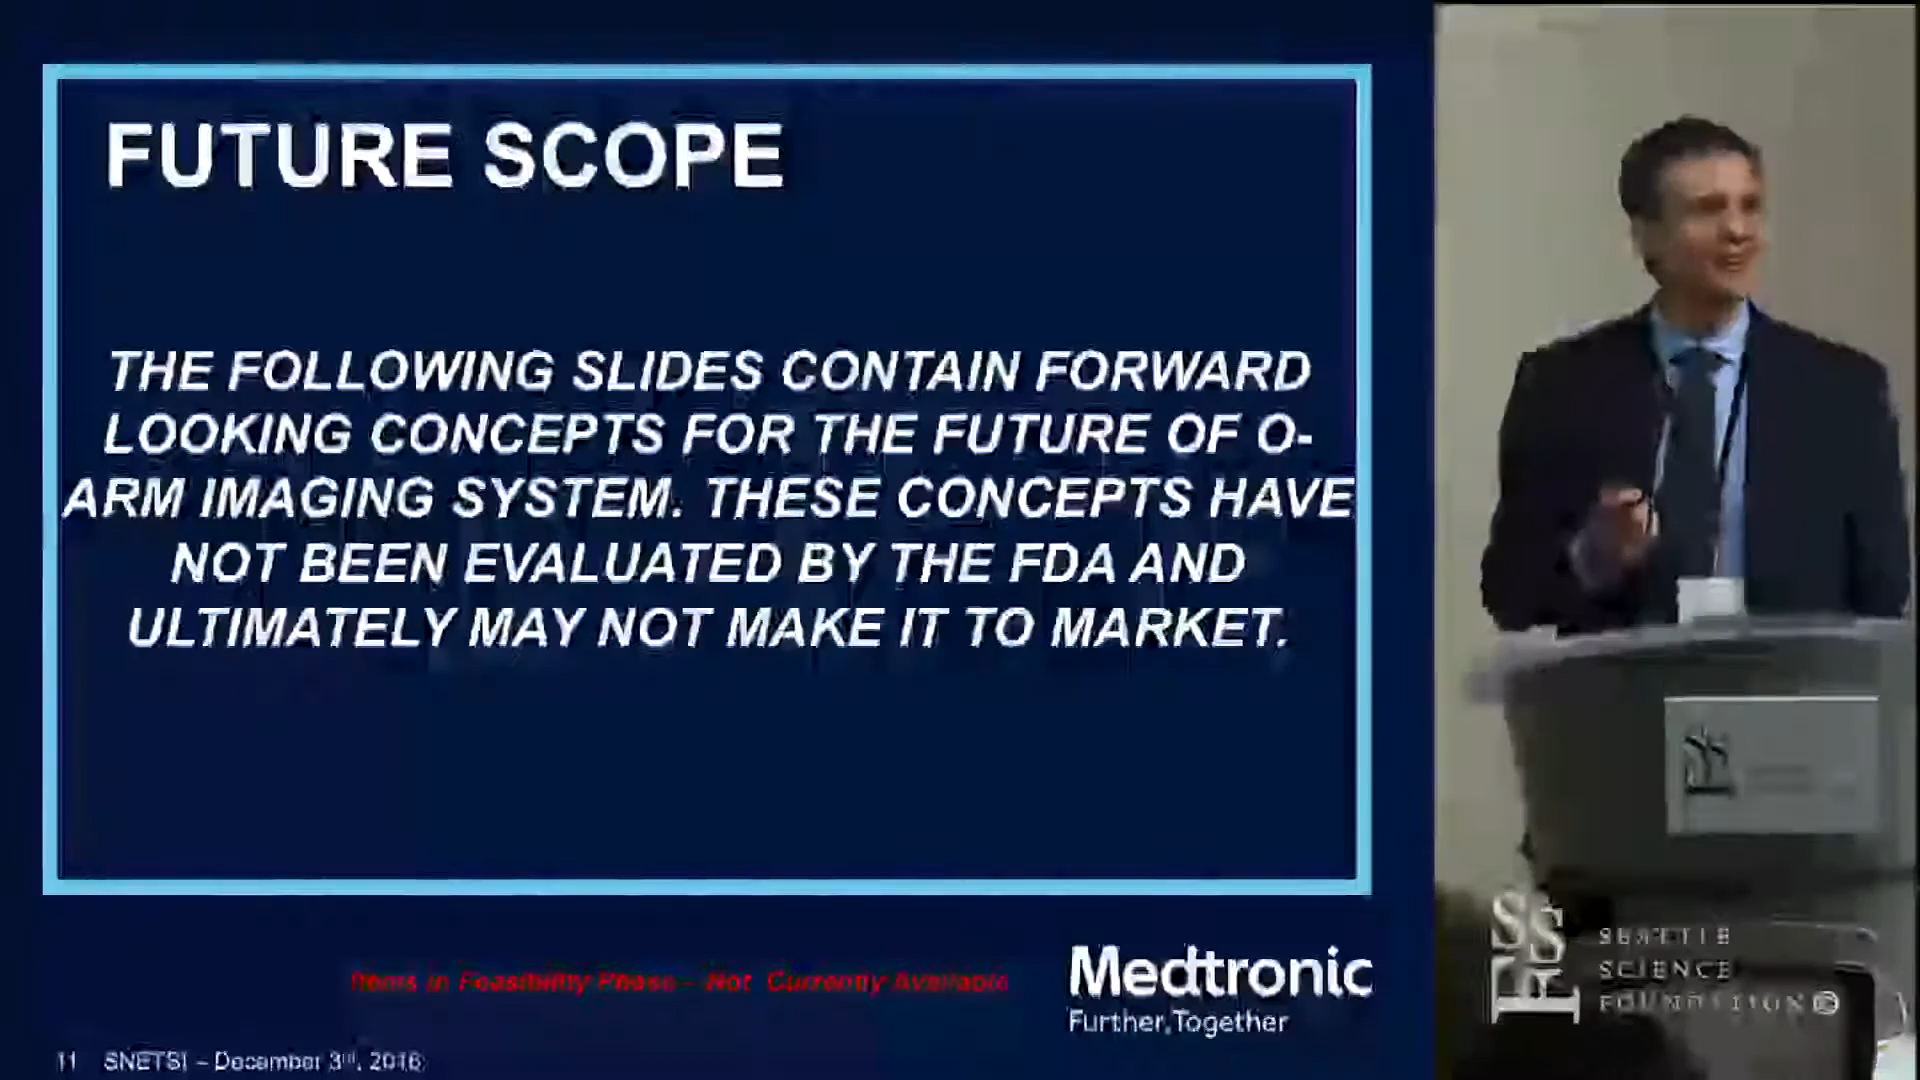 FUTURE SCOPE
THE FOLLOWING SLIDES CONTAIN FORWARD
LOOKING CONCEPTS FOR THE FUTURE OF O-
ARM IMAGING SYSTEM. THESE CONCEPTS HAVE
NOT BEEN EVALUATED BY THE FDA AND
ULTIMATELY MAY NOT MAKE IT TO MARKET.
Items in Feasibility Phase - Not Currently Available
Medtronic
Further, Together
11 SNETSI – December 3rd, 2016
SSF
SEATTLE
SCIENCE
FOUNDATION